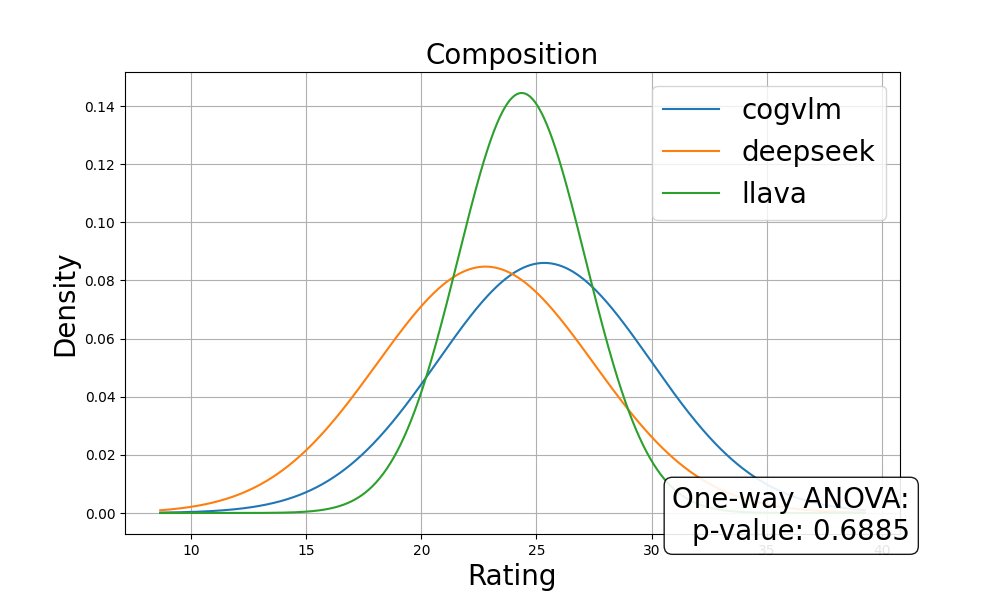 Composition
Density
0.14
0.12
0.10
0.08
0.06
0.04
0.02
0.00
cogvlm
deepseek
llava
One-way ANOVA:
p-value: 0.6885
10
15
20
25
30
35
40
Rating